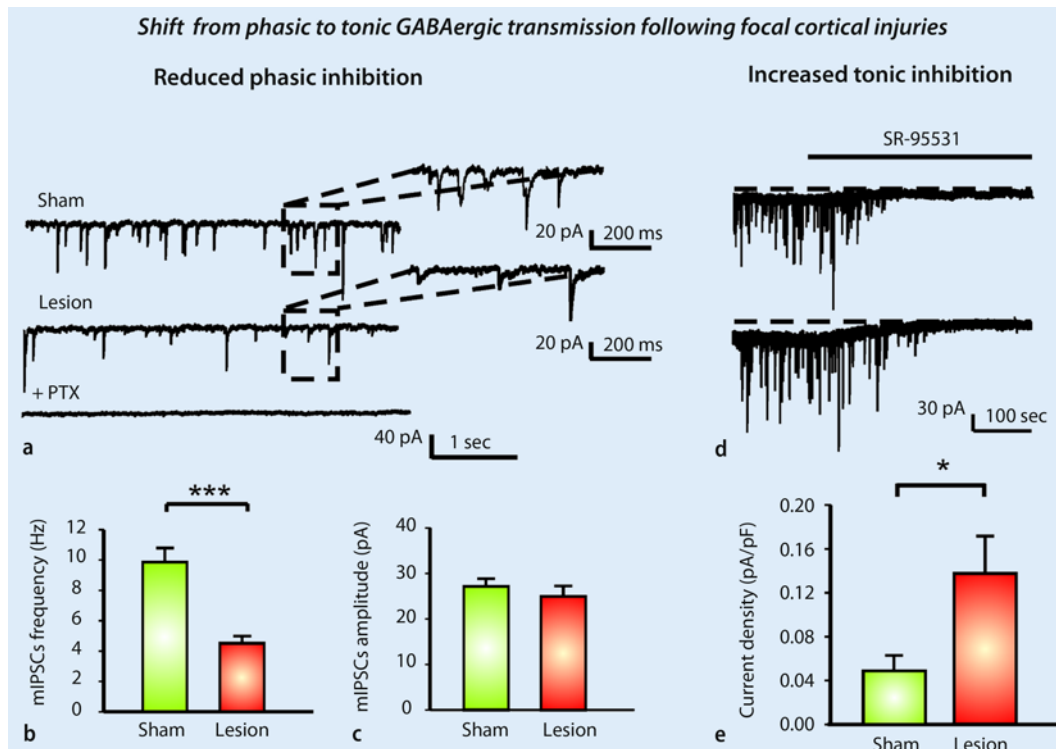 Shift from phasic to tonic GABAergic transmission following focal cortical injuries
Reduced phasic inhibition
Increased tonic inhibition
SR-95531
Sham
20 pA
200 ms
Lesion
20 pA
200 ms
+ PTX
40 pA
1 sec
30 pA
100 sec
a
d
***
mIPSCs frequency (Hz)
12
10
8
6
4
2
0
Sham
Lesion
b
mIPSCs amplitude (pA)
40
30
20
10
0
Sham
Lesion
c
*
Current density (pA/pF)
0.20
0.16
0.12
0.08
0.04
0.00
Sham
Lesion
e